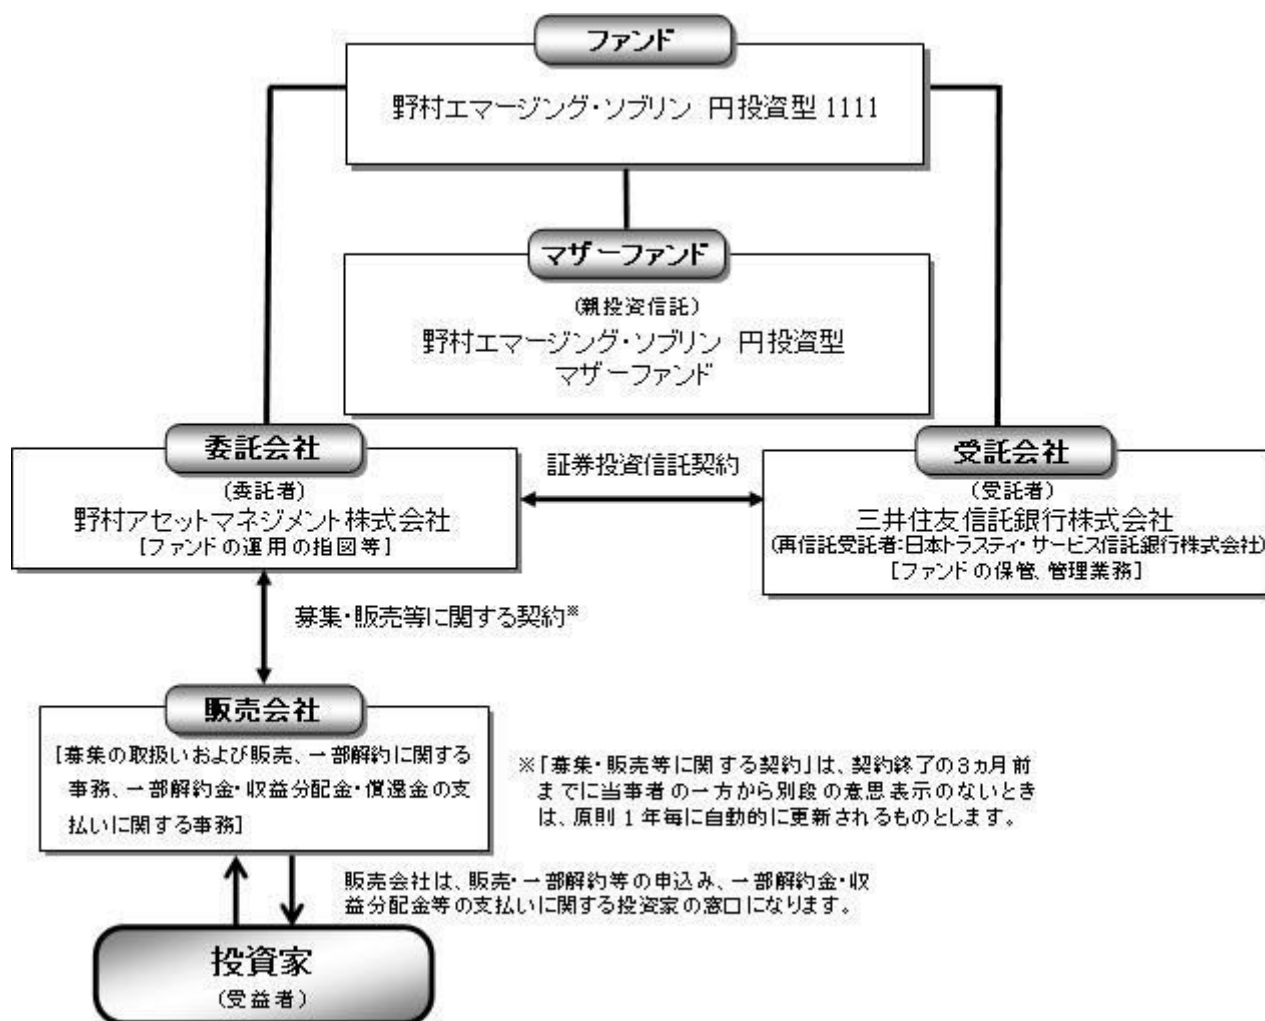 ファンド
野村エマージング・ソブリン 円投資型 1111
マザーファンド
(親投資信託)
野村エマージング・ソブリン 円投資型
マザーファンド
委託会社
(委託者)
野村アセットマネジメント株式会社
[ファンドの運用の指図等]
証券投資信託契約
受託会社
(受託者)
三井住友信託銀行株式会社
(再信託受託者:日本トラスティ・サービス信託銀行株式会社)
[ファンドの保管、管理業務]
募集・販売等に関する契約※
販売会社
[募集の取扱いおよび販売、一部解約に関する
事務、一部解約金・収益分配金・償還金の支
払いに関する事務]
※「募集・販売等に関する契約」は、契約終了の3ヵ月前
までに当事者の一方から別段の意思表示のないとき
は、原則1年毎に自動的に更新されるものとします。
販売会社は、販売・一部解約等の申込み、一部解約金・収
益分配金等の支払いに関する投資家の窓口になります。
投資家
(受益者)